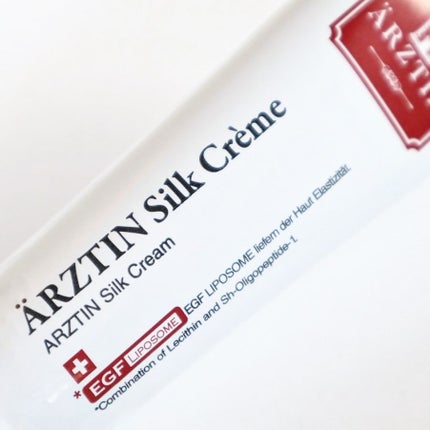 ÄRZTIN
ÄRZTIN Silk Crème
ARZTIN Silk Cream
*EGF LIPOSOME EGF LIPOSOME liefern der Haut Elastizität
*Combination of Lecithin and Sh-Oligopeptide-1.